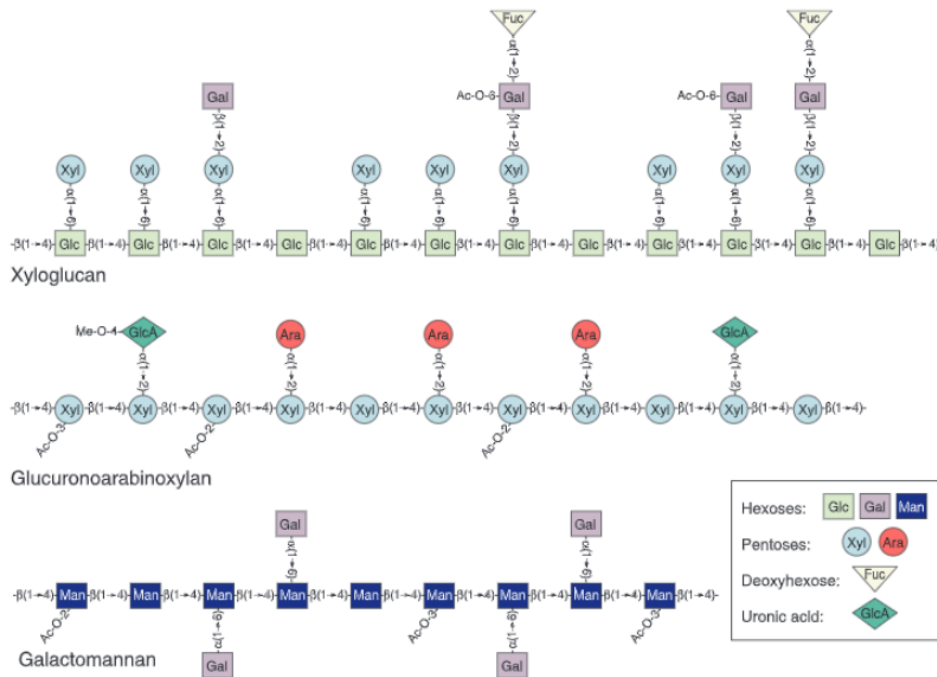 Fuc Fuc
α(1→2) α(1→2)
Gal Ac-O-6- Gal Ac-O-6- Gal Gal
β(1→2) β(1→2) β(1→2) β(1→2)
Xyl Xyl Xyl Xyl Xyl Xyl Xyl Xyl Xyl
α(1→6) α(1→6) α(1→6) α(1→6) α(1→6) α(1→6) α(1→6) α(1→6) α(1→6)
-β(1→4)- Glc β(1→4)- Glc β(1→4)- Glc β(1→4)- Glc β(1→4)- Glc β(1→4)- Glc -β(1→4)- Glc -β(1→4)- Glc -β(1→4)- Glc -β(1→4)- Glc -β(1→4)- Glc -β(1→4)- Glc -β(1→4)-
Xyloglucan
Me-O-4- GlcA Ara Ara Ara GlcA
α(1→2) α(1→2) α(1→2) α(1→2) α(1→2)
-β(1→4)- Xyl -β(1→4)- Xyl -β(1→4)- Xyl -β(1→4)- Xyl -β(1→4)- Xyl -β(1→4)- Xyl -β(1→4)- Xyl -β(1→4)- Xyl -β(1→4)- Xyl -β(1→4)- Xyl -β(1→4)- Xyl -β(1→4)-
Ac-O-3- Ac-O-2- Ac-O-2-
Glucuronoarabinoxylan
Gal Gal
α(1→6) α(1→6)
-β(1→4)- Man -β(1→4)- Man -β(1→4)- Man -β(1→4)- Man -β(1→4)- Man -β(1→4)- Man -β(1→4)- Man -β(1→4)- Man -β(1→4)- Man -β(1→4)-
Ac-O-2- α(1→6) Ac-O-3- α(1→6) Ac-O-3-
Galactomannan
Gal Gal
Hexoses: Glc Gal Man
Pentoses: Xyl Ara
Deoxyhexose: Fuc
Uronic acid: GlcA